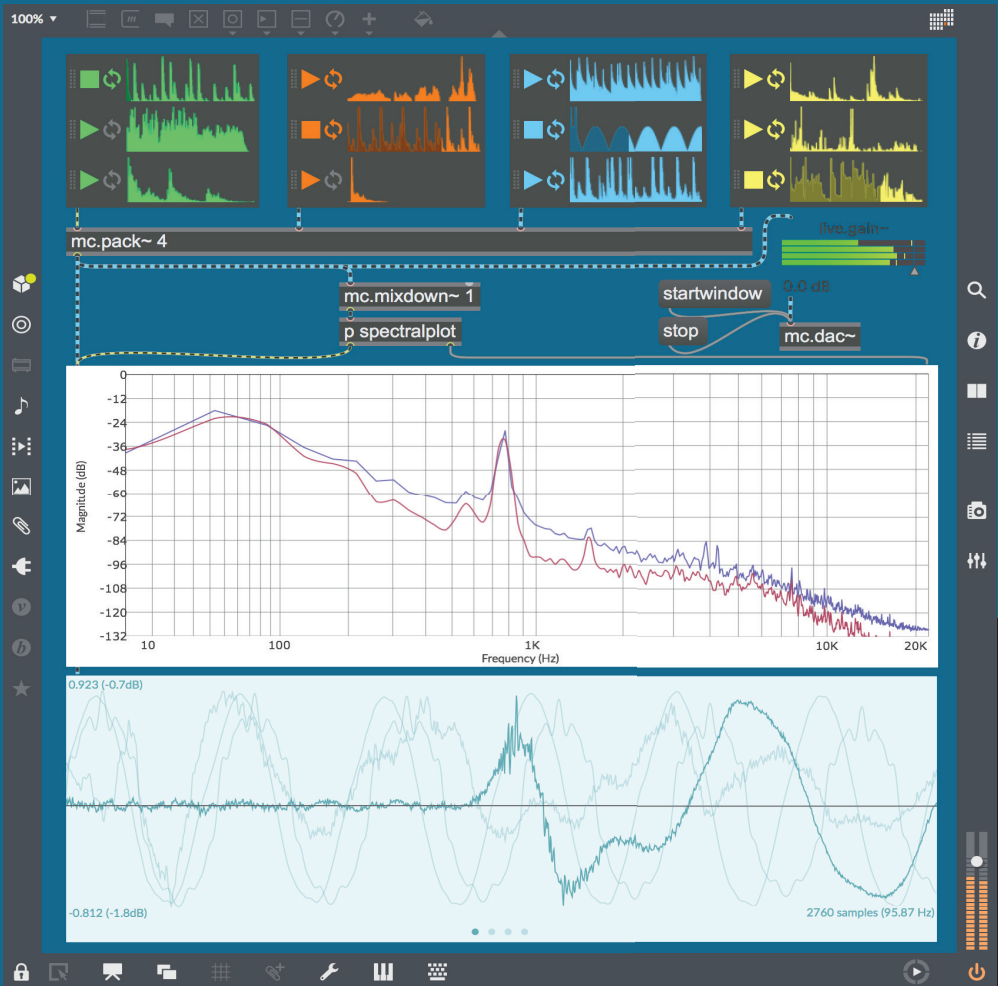 100% ▼
m
mc.pack~ 4
live.gain~
mc.mixdown~ 1
startwindow
0.0 dB
p spectralplot
stop
mc.dac~
0
-12
-24
-36
-48
-60
-72
-84
-96
-108
-120
-132
Magnitude (dB)
10
100
1K
10K
20K
Frequency (Hz)
0.923 (-0.7dB)
-0.812 (-1.8dB)
2760 samples (95.87 Hz)
i
v
b